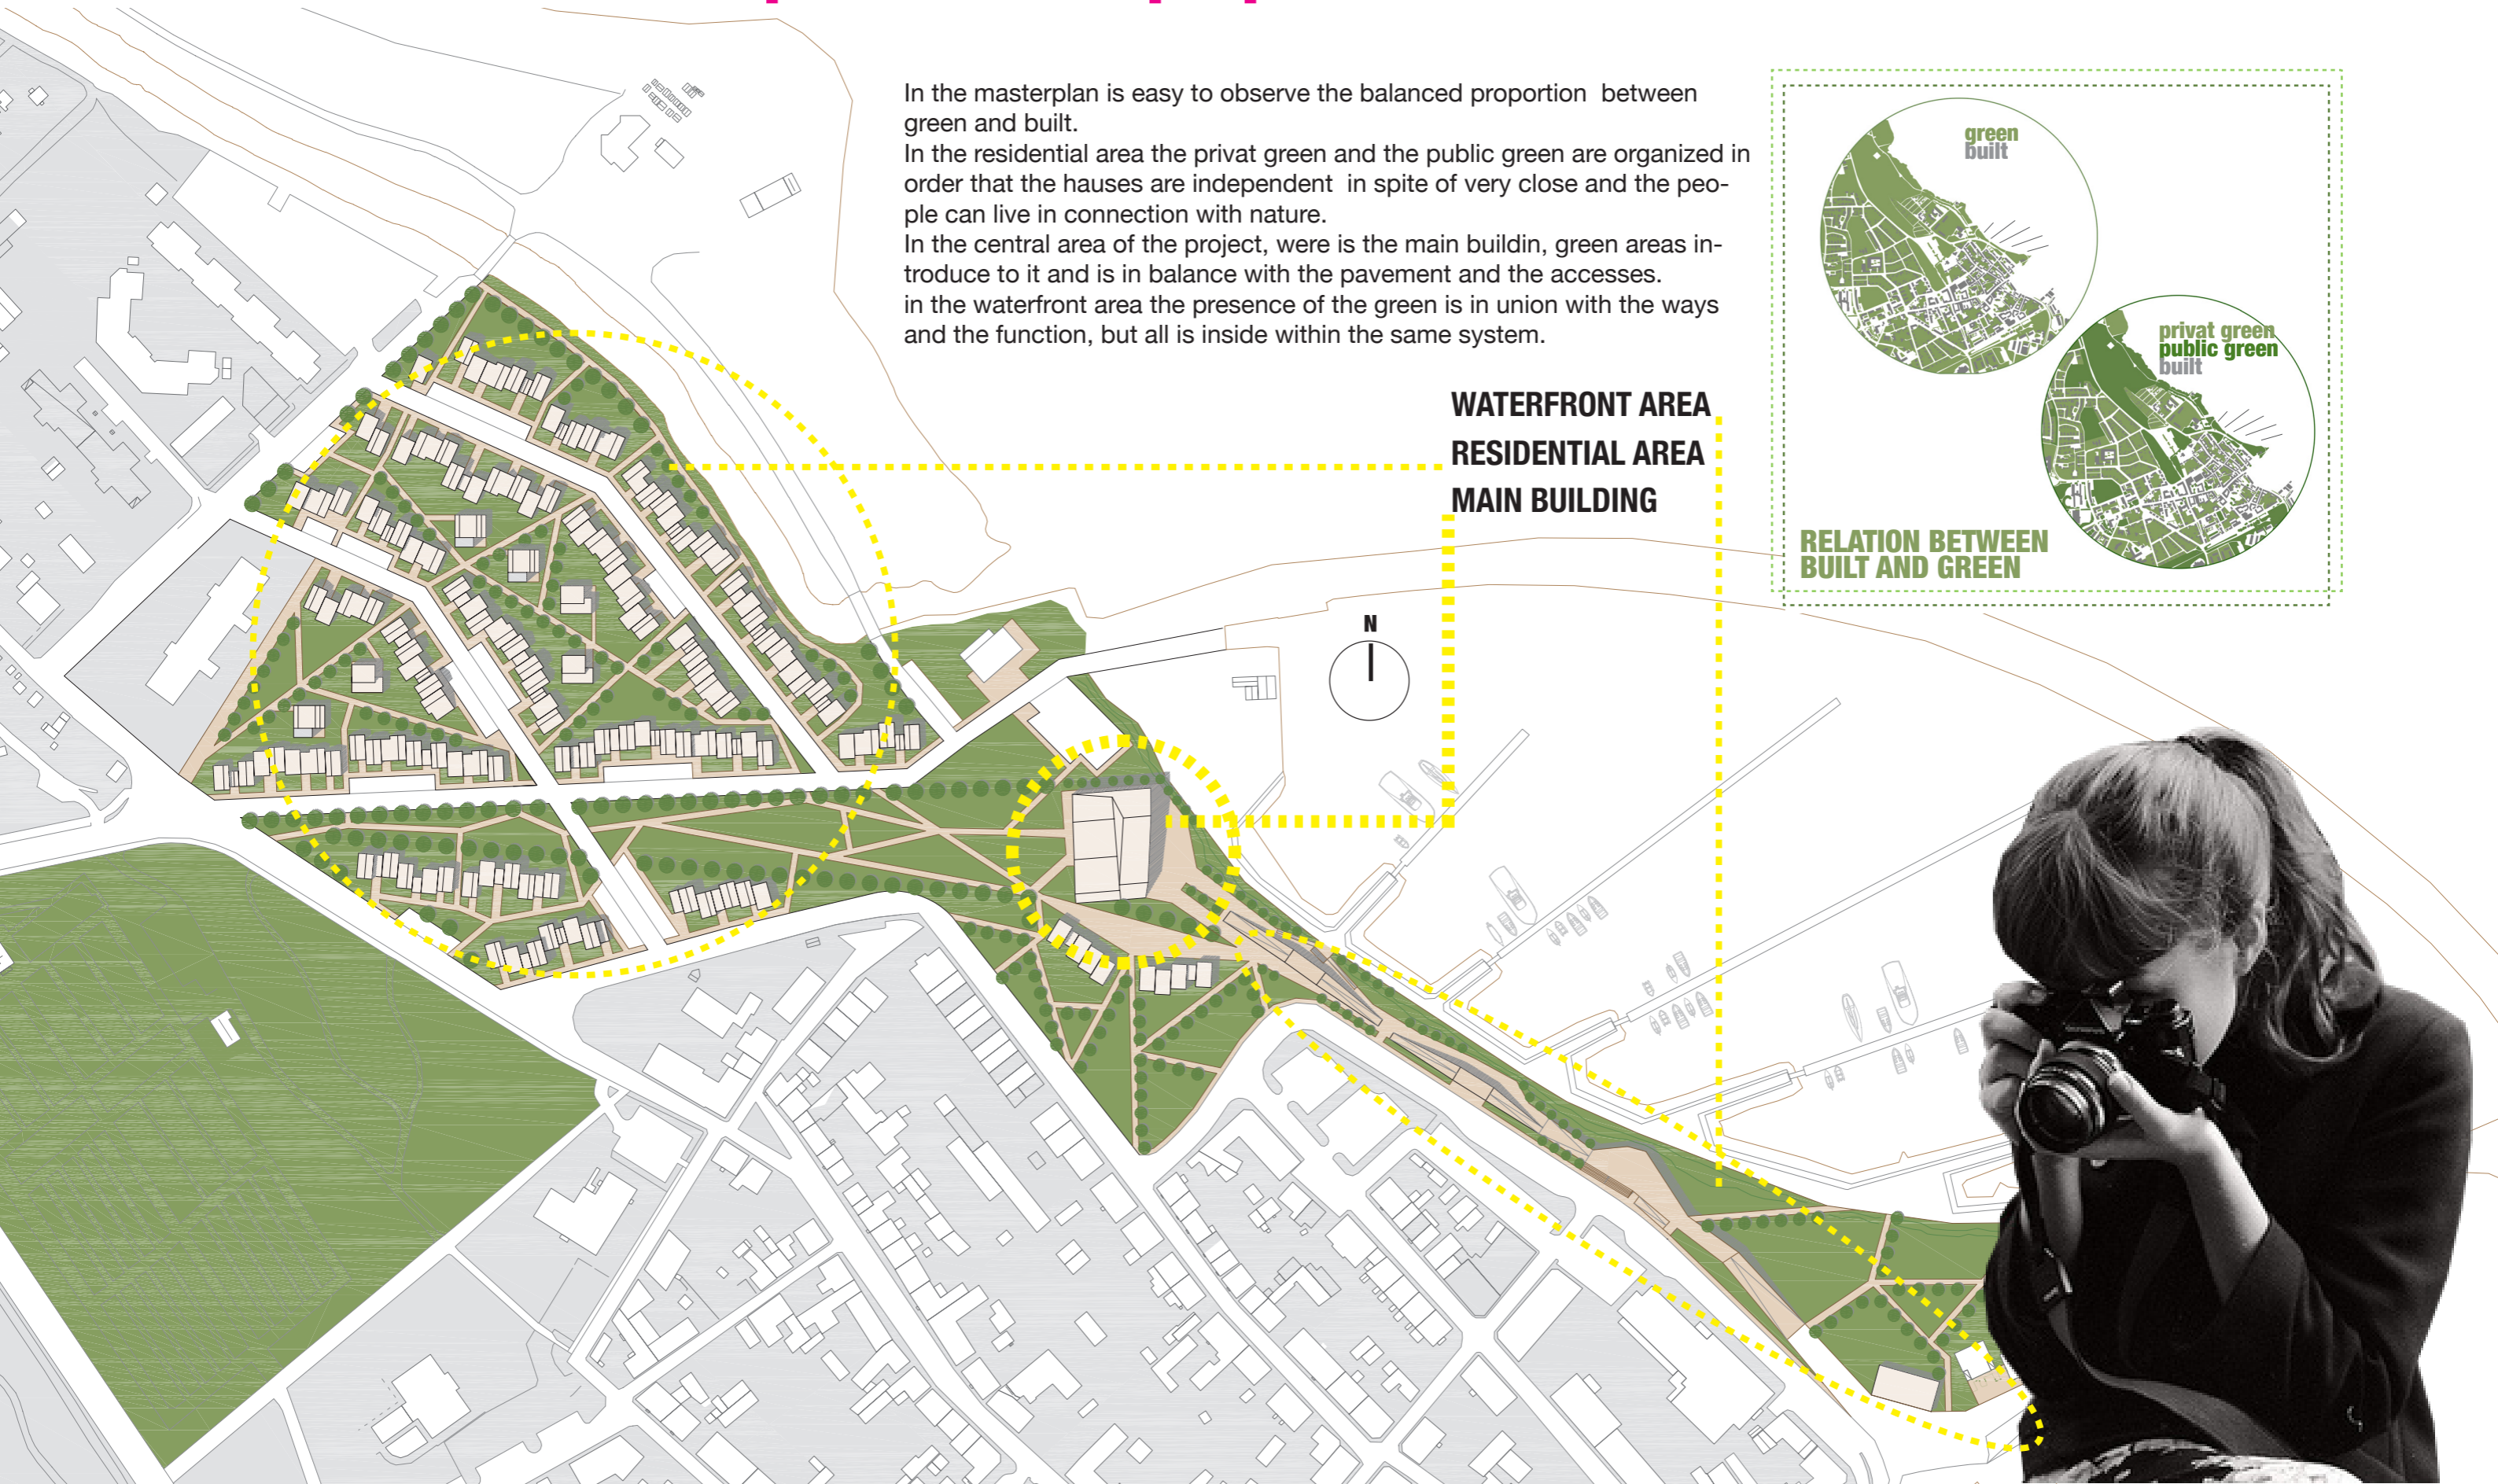 In the masterplan is easy to observe the balanced proportion  between
green and built.
In the residential area the privat green and the public green are organized in
order that the hauses are independent  in spite of very close and the peo-
ple can live in connection with nature.
In the central area of the project, were is the main buildin, green areas in-
troduce to it and is in balance with the pavement and the accesses.
in the waterfront area the presence of the green is in union with the ways
and the function, but all is inside within the same system.
green
built
privat green
public green
built
RELATION BETWEEN
BUILT AND GREEN
WATERFRONT AREA
RESIDENTIAL AREA
MAIN BUILDING
N